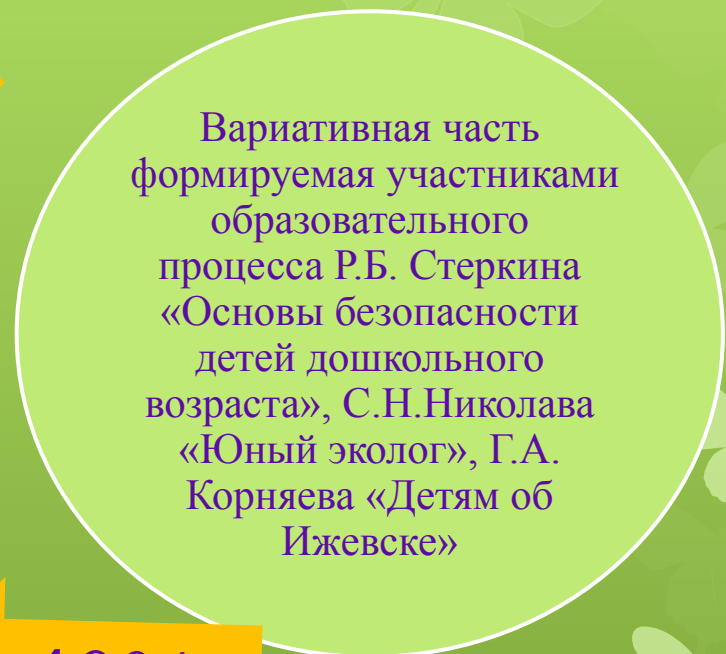 Вариативная часть
формируемая участниками
образовательного
процесса Р.Б. Стеркина
«Основы безопасности
детей дошкольного
возраста», С.Н.Николава
«Юный эколог», Г.А.
Корняева «Детям об
Ижевске»